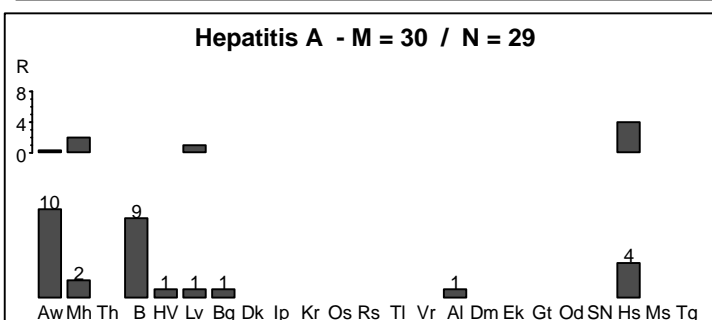 Hepatitis A - M = 30 / N = 29
R
8
4
0
10 2 9 1 1 1 1 4
Aw Mh Th B HV Lv Bg Dk Ip Kr Os Rs Tl Vr Al Dm Ek Gt Od SN Hs Ms Tg